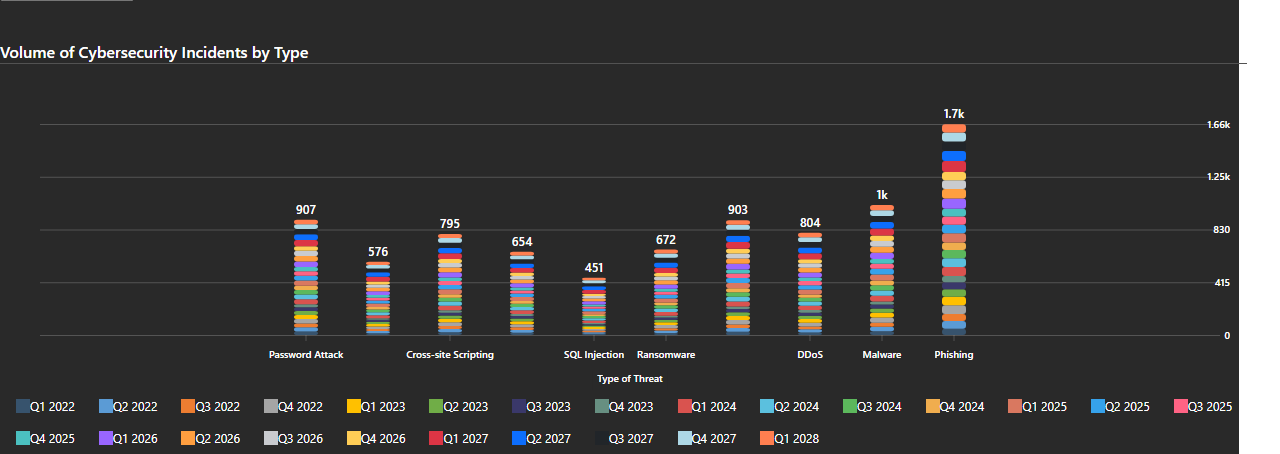 Volume of Cybersecurity Incidents by Type
1.7k
1.66k
1.25k
1k
907
903
830
795
804
672
654
576
451
415
0
Password Attack Cross-site Scripting SQL Injection Ransomware DDoS Malware Phishing
Type of Threat
Q1 2022 Q2 2022 Q3 2022 Q4 2022 Q1 2023 Q2 2023 Q3 2023 Q4 2023 Q1 2024 Q2 2024 Q3 2024 Q4 2024 Q1 2025 Q2 2025 Q3 2025
Q4 2025 Q1 2026 Q2 2026 Q3 2026 Q4 2026 Q1 2027 Q2 2027 Q3 2027 Q4 2027 Q1 2028